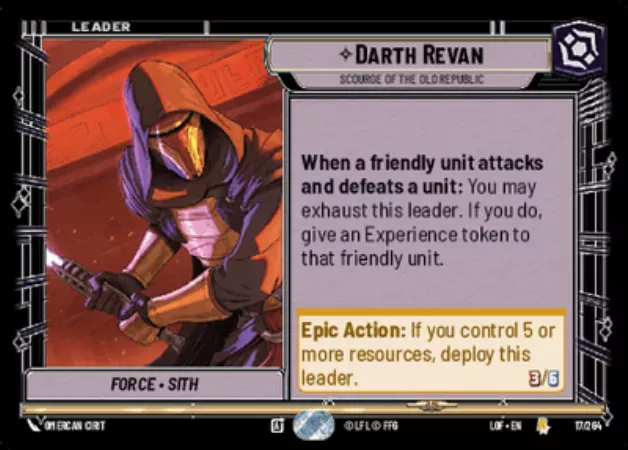 LEADER
✧DARTH REVAN
SCOURGE OF THE OLD REPUBLIC
When a friendly unit attacks
and defeats a unit: You may
exhaust this leader. If you do,
give an Experience token to
that friendly unit.
Epic Action: If you control 5 or
more resources, deploy this
leader.
3/6
FORCE • SITH
OMERCAN CIRIT
©LFL © FFG
LOF • EN
17/264